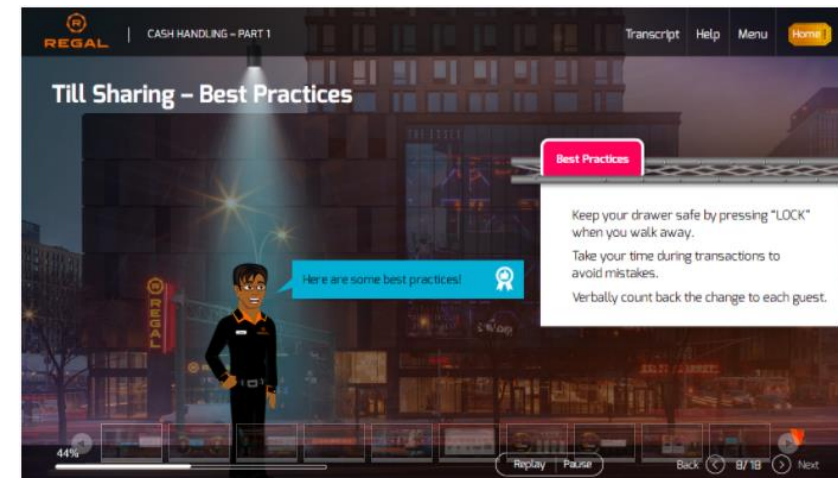 REGAL
CASH HANDLING – PART 1
Transcript
Help
Menu
Home
Till Sharing – Best Practices
Best Practices
Keep your drawer safe by pressing “LOCK”
when you walk away.
Take your time during transactions to
avoid mistakes.
Verbally count back the change to each guest.
Here are some best practices!
REGAL
44%
Replay
Pause
Back
8/18
Next